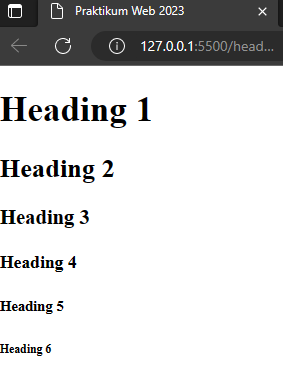 Praktikum Web 2023
127.0.0.1:5500/head...
Heading 1
Heading 2
Heading 3
Heading 4
Heading 5
Heading 6